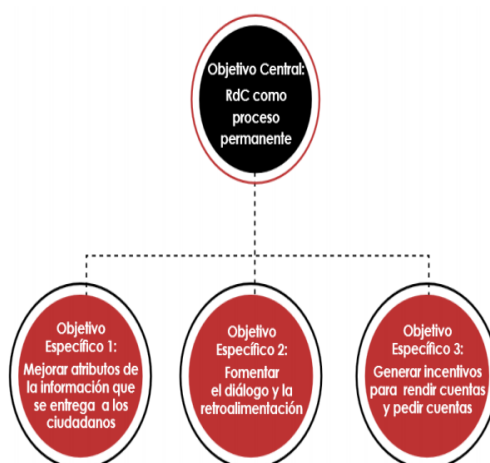 Objetivo Central:
RdC como
proceso
permanente
Objetivo
Específico 1:
Mejorar atributos de
la información que
se entrega a los
ciudadanos
Objetivo
Específico 2:
Fomentar
el diálogo y la
retroalimentación
Objetivo
Específico 3:
Generar incentivos
para rendir cuentas
y pedir cuentas